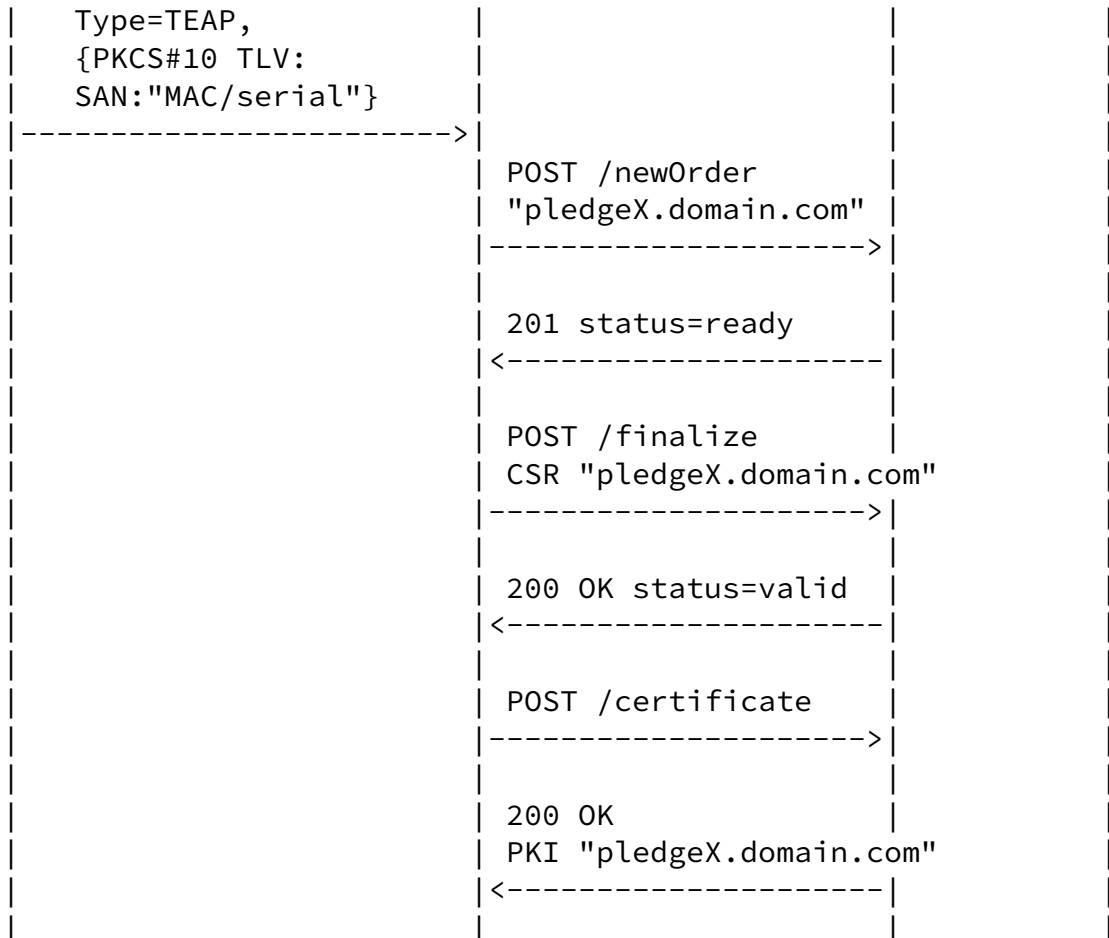 Type=TEAP,
{PKCS#10 TLV:
SAN:"MAC/serial"}
POST /newOrder
"pledgeX.domain.com"
201 status=ready
POST /finalize
CSR "pledgeX.domain.com"
200 OK status=valid
POST /certificate
200 OK
PKI "pledgeX.domain.com"